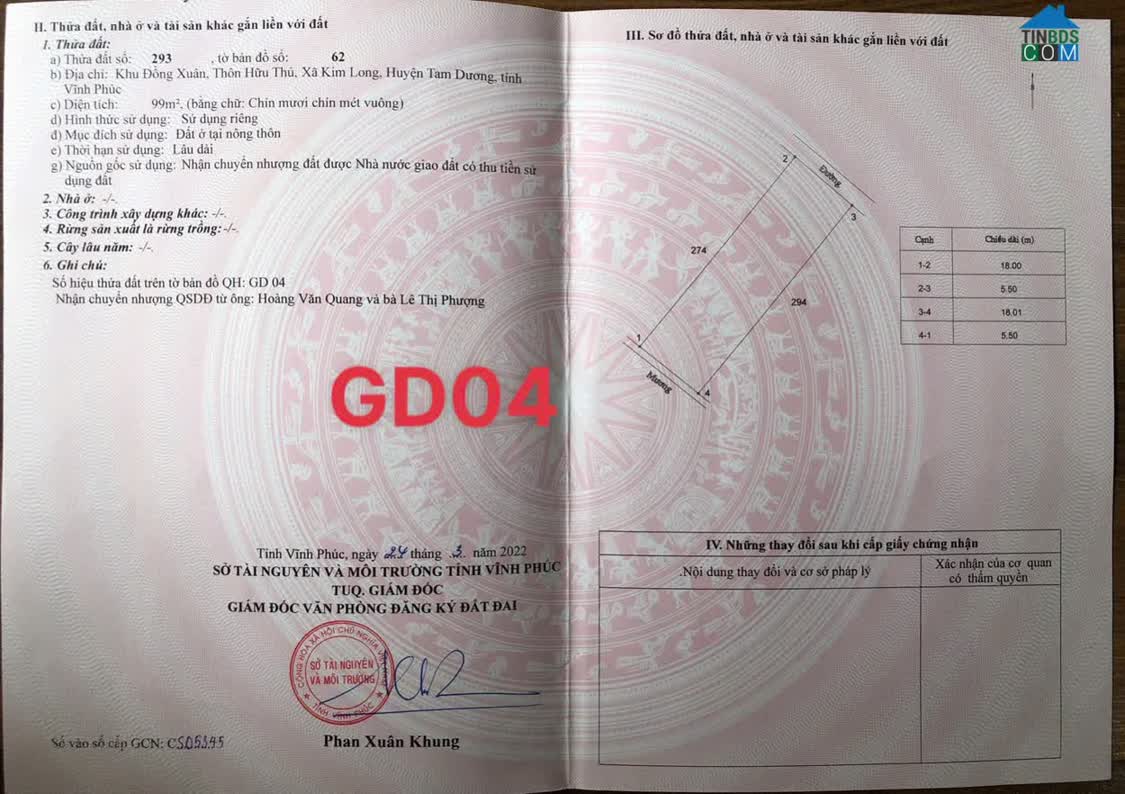 II. Thửa đất, nhà ở và tài sản khác gắn liền với đất
1. Thửa đất:
a) Thửa đất số: 293 , tờ bản đồ số: 62
b) Địa chỉ: Khu Đồng Xuân, Thôn Hữu Thủ, Xã Kim Long, Huyện Tam Dương, tỉnh
Vĩnh Phúc
c) Diện tích: 99m², (bằng chữ: Chín mươi chín mét vuông)
d) Hình thức sử dụng: Sử dụng riêng
đ) Mục đích sử dụng: Đất ở tại nông thôn
e) Thời hạn sử dụng: Lâu dài
g) Nguồn gốc sử dụng: Nhận chuyển nhượng đất được Nhà nước giao đất có thu tiền sử
dụng đất
2. Nhà ở: -/-.
3. Công trình xây dựng khác: -/-.
4. Rừng sản xuất là rừng trồng:-/-.
5. Cây lâu năm: -/-.
6. Ghi chú:
Số hiệu thửa đất trên tờ bản đồ QH: GD 04
Nhận chuyển nhượng QSDĐ từ ông: Hoàng Văn Quang và bà Lê Thị Phượng
GD04
Tỉnh Vĩnh Phúc, ngày 24 tháng .3. năm 2022
SỞ TÀI NGUYÊN VÀ MÔI TRƯỜNG TỈNH VĨNH PHÚC
TUQ. GIÁM ĐỐC
GIÁM ĐỐC VĂN PHÒNG ĐĂNG KÝ ĐẤT ĐAI
CỘNG HÒA XÃ HỘI CHỦ NGHĨA VIỆT NAM
SỞ TÀI NGUYÊN
VÀ MÔI TRƯỜNG
TỈNH VĨNH PHÚC
Phan Xuân Khung
Số vào sổ cấp GCN: CS05345
III. Sơ đồ thửa đất, nhà ở và tài sản khác gắn liền với đất
TINBDS
COM
B
2
Đường
3
274
294
1
Mương
4
Cạnh Chiều dài (m)
1-2 18.00
2-3 5.50
3-4 18.01
4-1 5.50
IV. Những thay đổi sau khi cấp giấy chứng nhận
.Nội dung thay đổi và cơ sở pháp lý
Xác nhận của cơ quan
có thẩm quyền